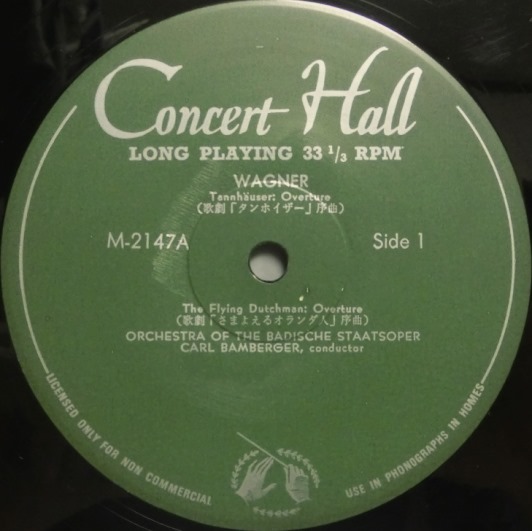 Concert Hall
LONG PLAYING 33 1/3 RPM
WAGNER
Tannhäuser: Overture
(歌劇「タンホイザー」序曲)
M-2147A
Side 1
The Flying Dutchman: Overture
(歌劇「さまよえるオランダ人」序曲)
ORCHESTRA OF THE BADISCHE STAATSOPER
CARL BAMBERGER, conductor
LICENSED ONLY FOR NON COMMERCIAL
USE IN PHONOGRAPHS IN HOMES